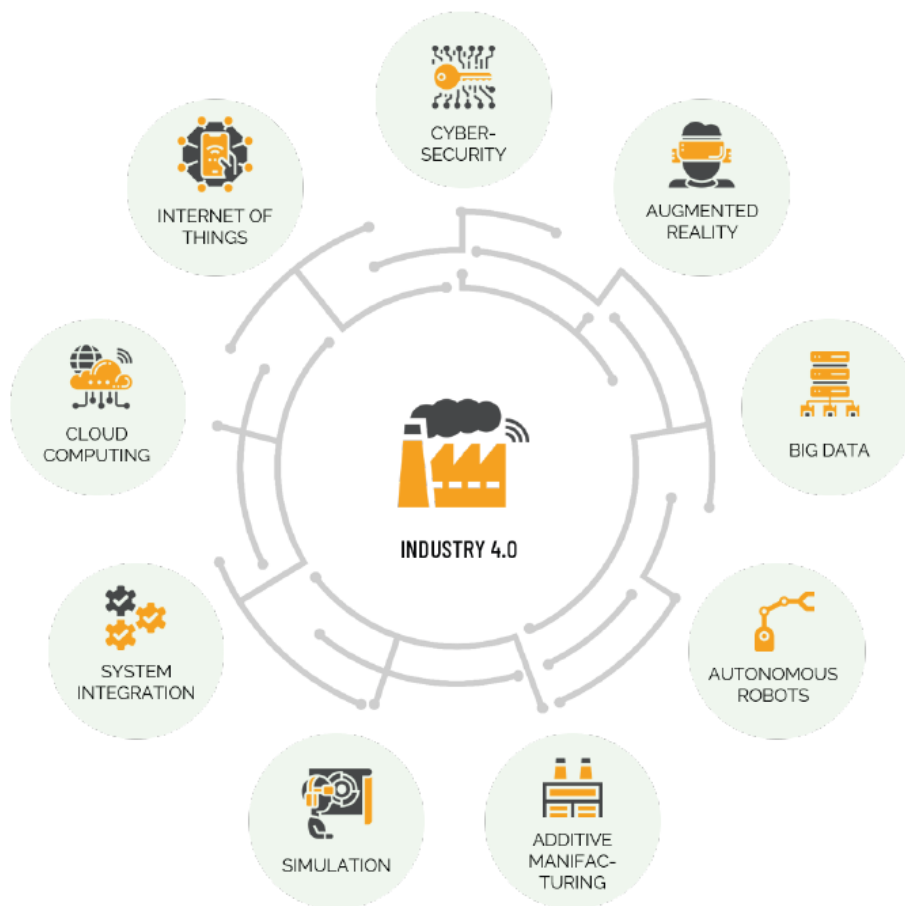 CYBER-
SECURITY
AUGMENTED
REALITY
BIG DATA
AUTONOMOUS
ROBOTS
ADDITIVE
MANIFAC-
TURING
SIMULATION
SYSTEM
INTEGRATION
CLOUD
COMPUTING
INTERNET OF
THINGS
INDUSTRY 4.0